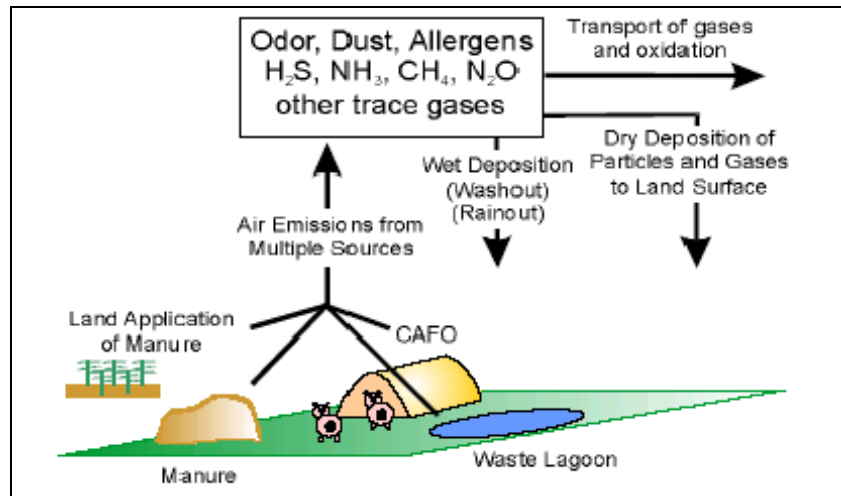 Odor, Dust, Allergens
H₂S, NH₃, CH₄, N₂O
other trace gases
Transport of gases
and oxidation
Wet Deposition
(Washout)
(Rainout)
Dry Deposition of
Particles and Gases
to Land Surface
Air Emissions from
Multiple Sources
Land Application
of Manure
CAFO
Manure
Waste Lagoon